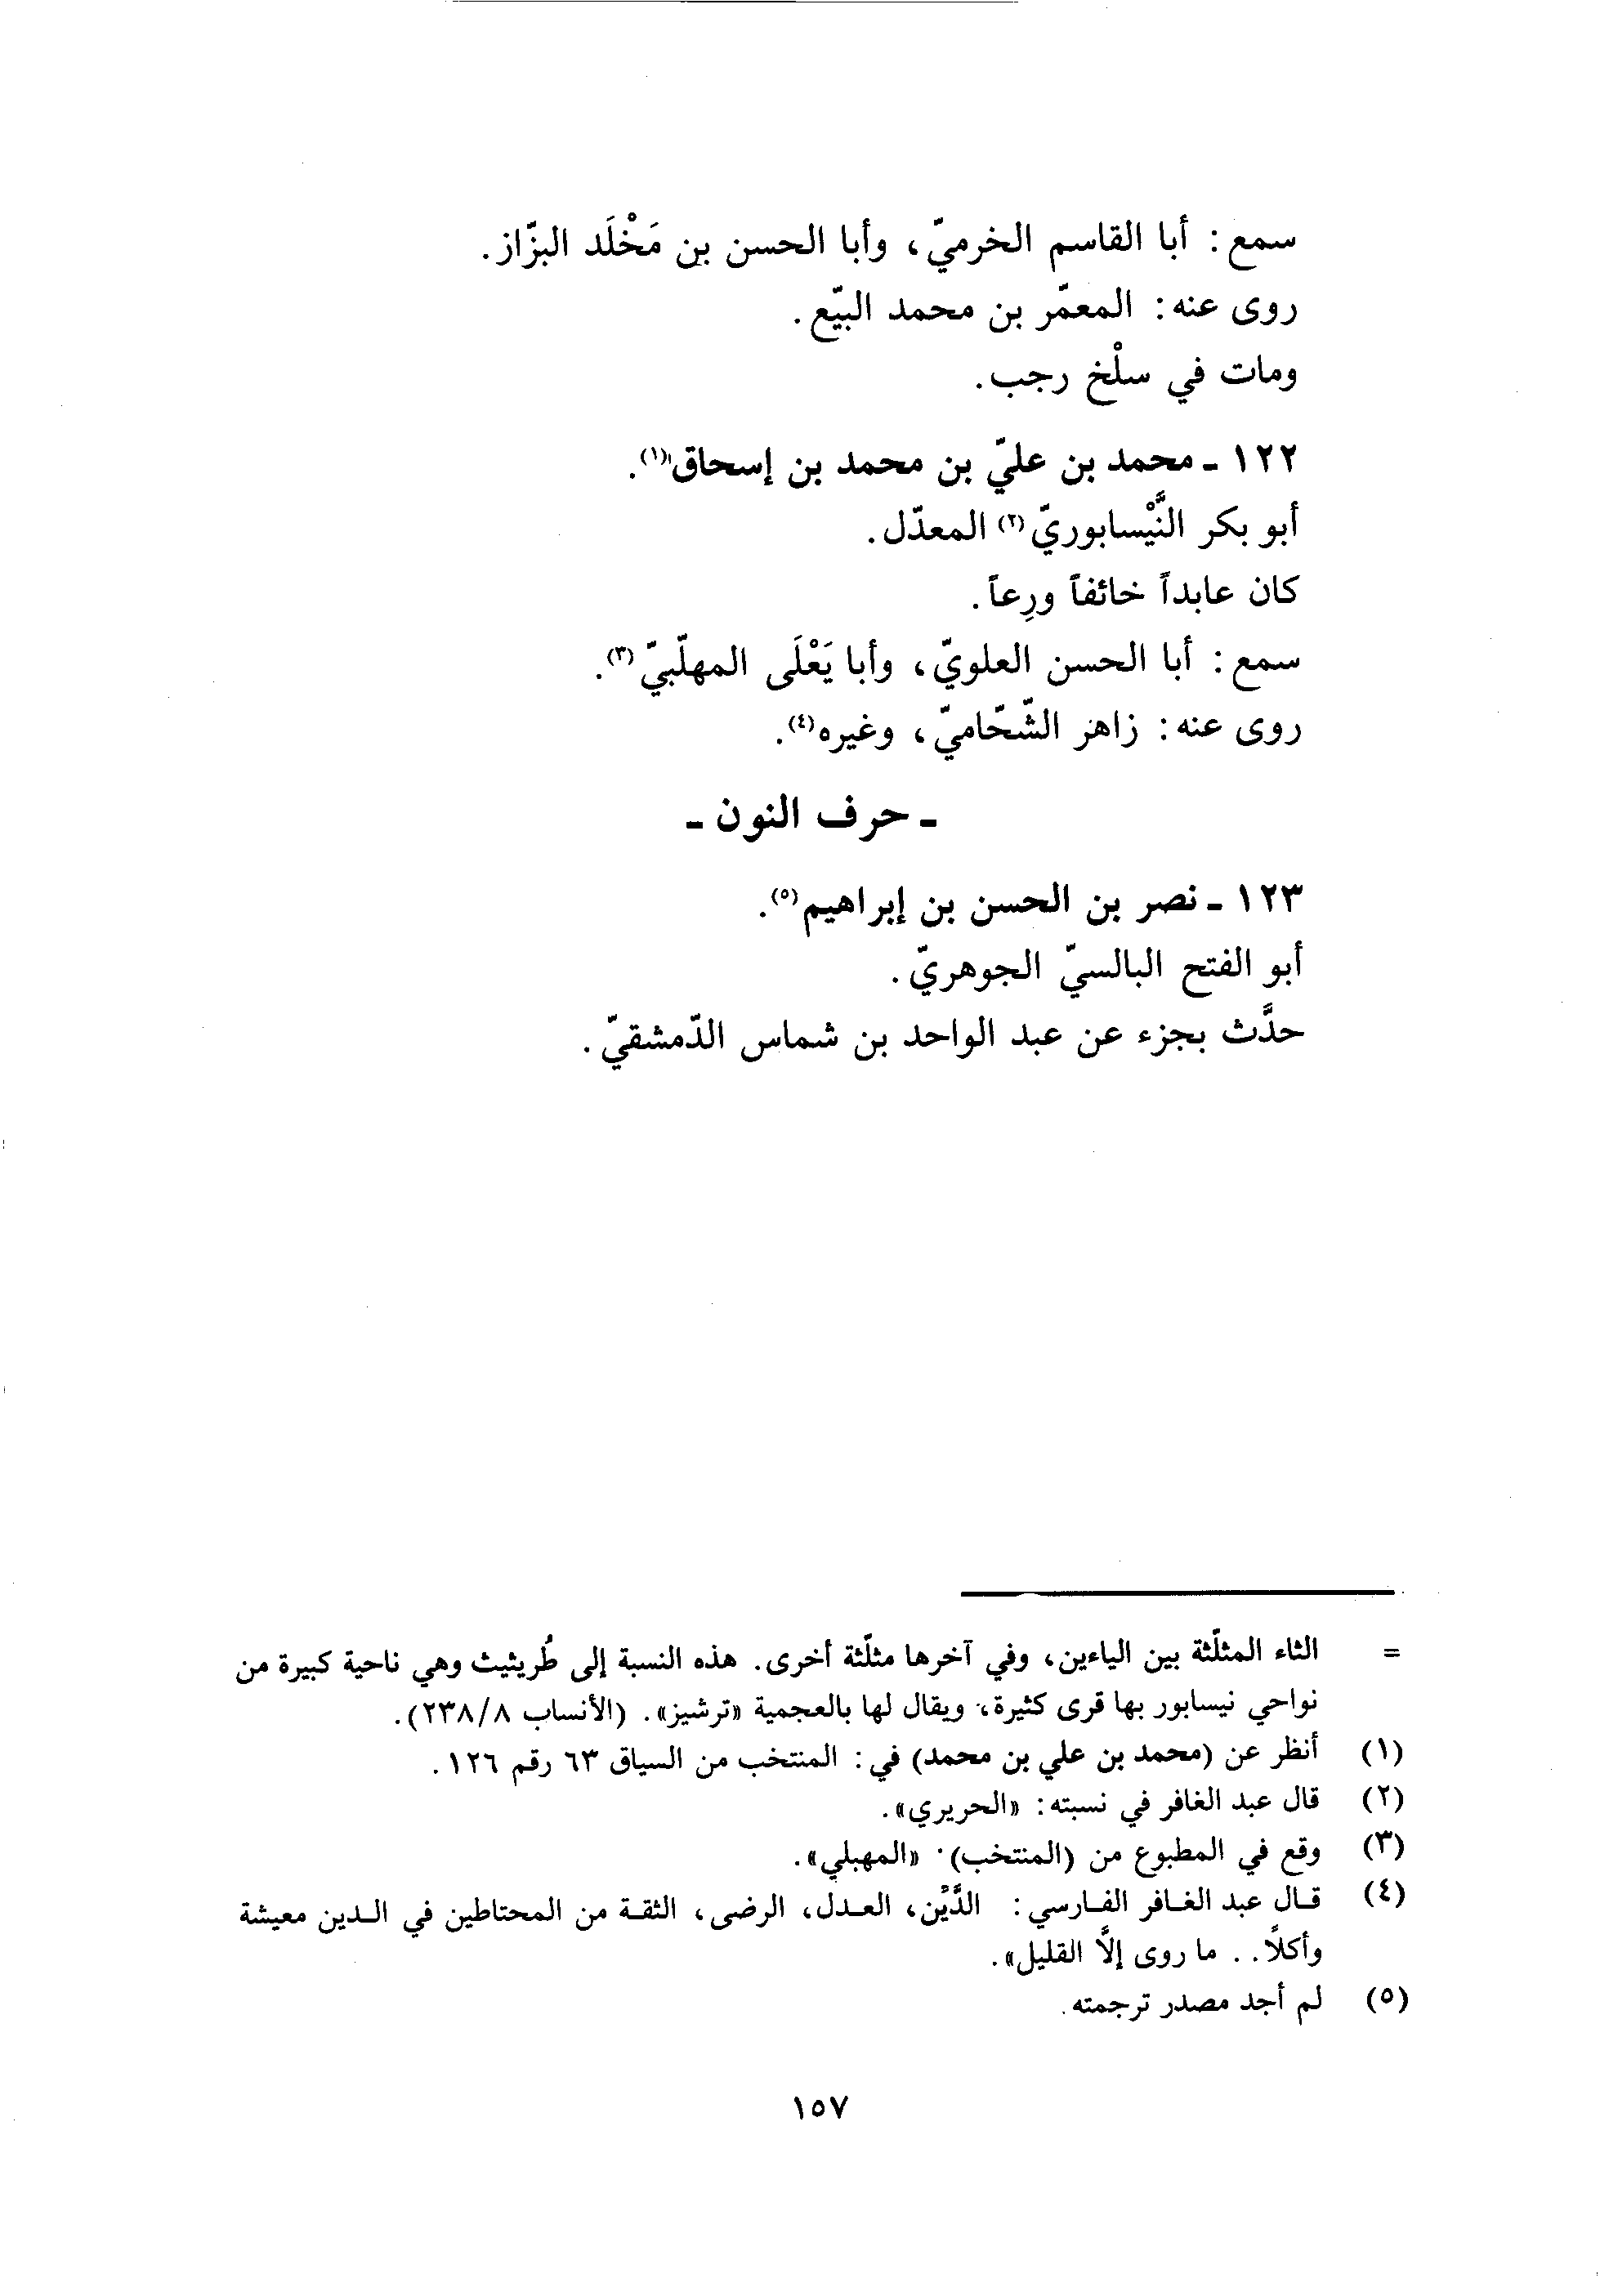 سمع: أبا القاسم الخرميّ، وأبا الحسن بن مَخْلَد البزّاز.
روى عنه: المعمّر بن محمد البيّع.
ومات في سلْخ رجب.
١٢٢ ـ محمد بن عليّ بن محمد بن إسحاق(١).
أبو بكر النَّيْسابوريّ(٢) المعدّل.
كان عابداً خائفاً ورِعاً.
سمع: أبا الحسن العلويّ، وأبا يَعْلَى المهلّبيّ(٣).
روى عنه: زاهر الشّحّاميّ، وغيره(٤).
ـ حرف النون ـ
١٢٣ ـ نصر بن الحسن بن إبراهيم(٥).
أبو الفتح البالسيّ الجوهريّ.
حدَّث بجزء عن عبد الواحد بن شماس الدّمشقيّ.
= الثاء المثلّثة بين الياءين، وفي آخرها مثلّثة أخرى. هذه النسبة إلى طُريثيث وهي ناحية كبيرة من
نواحي نيسابور بها قرى كثيرة، ويقال لها بالعجمية «ترشيز». (الأنساب ٢٣٨/٨).
(١) أنظر عن (محمد بن علي بن محمد) في: المنتخب من السياق ٦٣ رقم ١٢٦.
(٢) قال عبد الغافر في نسبته: «الحريري».
(٣) وقع في المطبوع من (المنتخب)· «المهبلي».
(٤) قال عبد الغافر الفارسي: الدَّيّن، العدل، الرضى، الثقة من المحتاطين في الدين معيشة
وأكلًا.. ما روى إلَّا القليل».
(٥) لم أجد مصدر ترجمته.
١٥٧